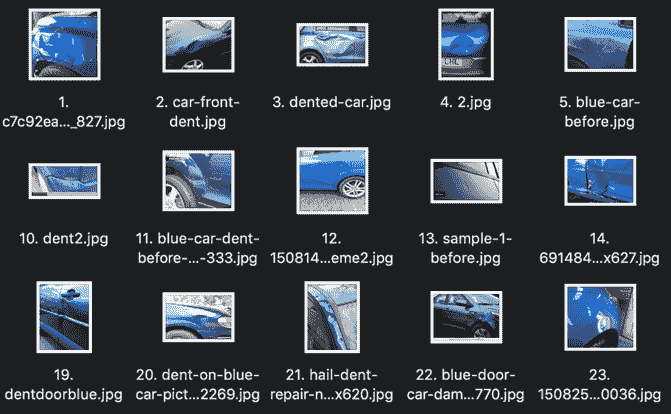 1.
c7c92ea..._827.jpg
2. car-front-
dent.jpg
3. dented-car.jpg
4. 2.jpg
5. blue-car-
before.jpg
10. dent2.jpg
11. blue-car-dent-
before-...-333.jpg
12.
150814...eme2.jpg
13. sample-1-
before.jpg
14.
691484...x627.jpg
19.
dentdoorblue.jpg
20. dent-on-blue-
car-pict...2269.jpg
21. hail-dent-
repair-n...x620.jpg
22. blue-door-
car-dam...770.jpg
23.
150825...0036.jpg